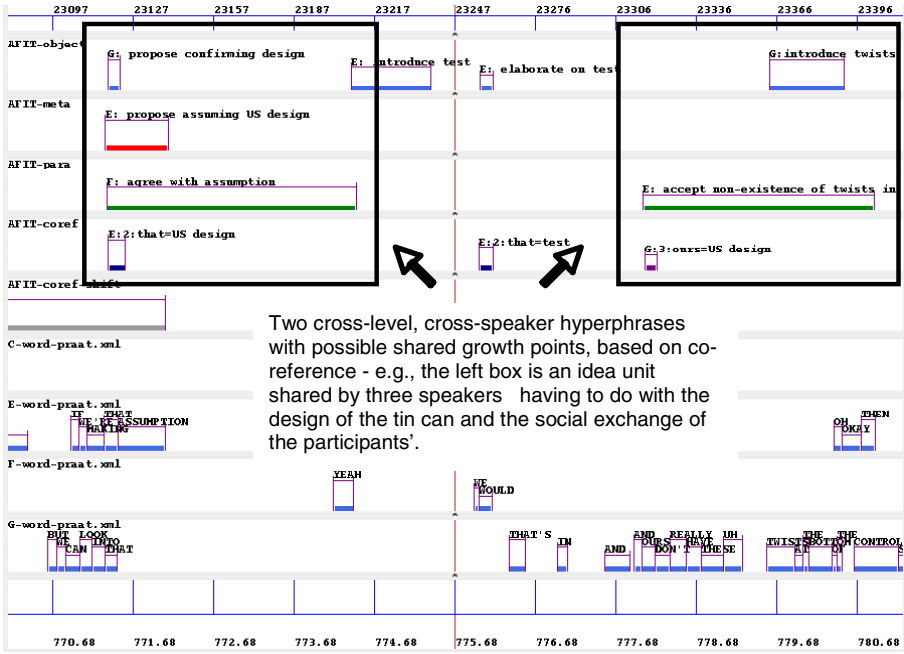 23097 23127 23157 23187 23217 23247 23276 23306 23336 23366 23396
AFIT-object
G: propose confirming design
E: introduce test
E: elaborate on test
G:introduce twists
AFIT-meta
E: propose assuming US design
AFIT-para
F: agree with assumption
E: accept non-existence of twists in
AFIT-coref
E:2:that=US design
E:2:that=test
G:3:ours=US design
AFIT-coref-shift
Two cross-level, cross-speaker hyperphrases
with possible shared growth points, based on co-
reference - e.g., the left box is an idea unit
shared by three speakers having to do with the
design of the tin can and the social exchange of
the participants'.
C-word-praat.xml
E-word-praat.xml
IF THAT THEN
WE'RE ASSUMPTION OH
MAKING OKAY
F-word-praat.xml
YEAH
WE
WOULD
G-word-praat.xml
BUT LOOK THAT'S AND REALLY UH THE THE
WE INTO IN OURS HAVE TWISTS BOTTOM CONTROL
CAN THAT AND DON'T THESE AT OF S
770.68 771.68 772.68 773.68 774.68 775.68 776.68 777.68 778.68 779.68 780.68